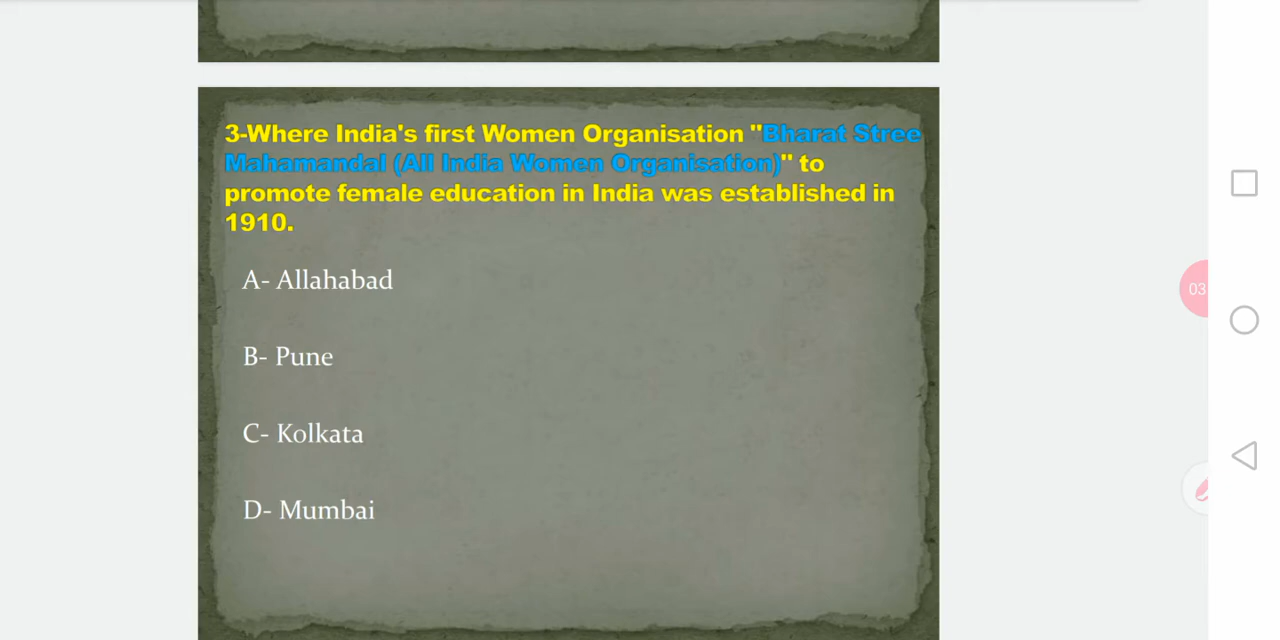 3-Where India's first Women Organisation "Bharat Stree
Mahamandal (All India Women Organisation)" to
promote female education in India was established in
1910.
A- Allahabad
B- Pune
C- Kolkata
D- Mumbai
03